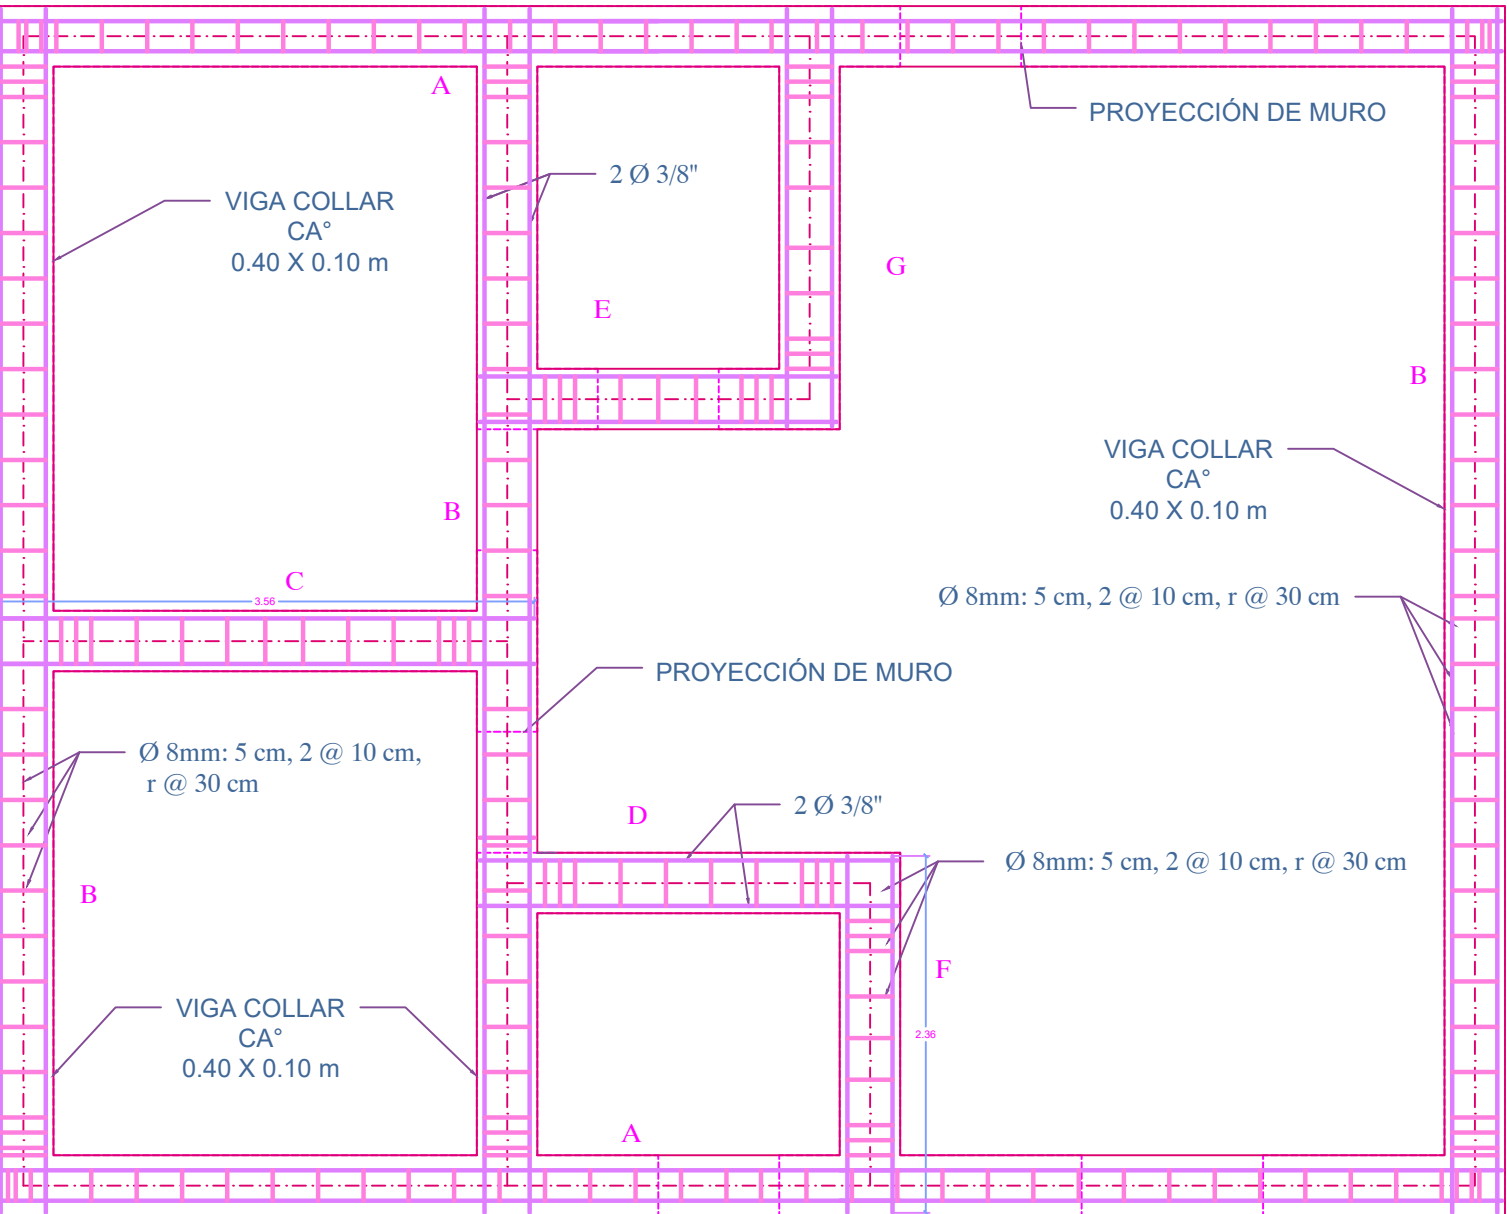 A
PROYECCIÓN DE MURO
2 Ø 3/8"
VIGA COLLAR
CA°
0.40 X 0.10 m
G
E
B
VIGA COLLAR
CA°
0.40 X 0.10 m
B
C
3.56
Ø 8mm: 5 cm, 2 @ 10 cm, r @ 30 cm
PROYECCIÓN DE MURO
Ø 8mm: 5 cm, 2 @ 10 cm,
r @ 30 cm
D
2 Ø 3/8"
Ø 8mm: 5 cm, 2 @ 10 cm, r @ 30 cm
B
F
VIGA COLLAR
CA°
0.40 X 0.10 m
2.36
A